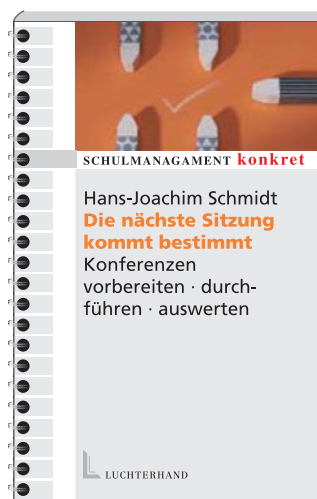 SCHULMANAGAMENT konkret
Hans-Joachim Schmidt
Die nächste Sitzung
kommt bestimmt
Konferenzen
vorbereiten · durch-
führen · auswerten
LUCHTERHAND